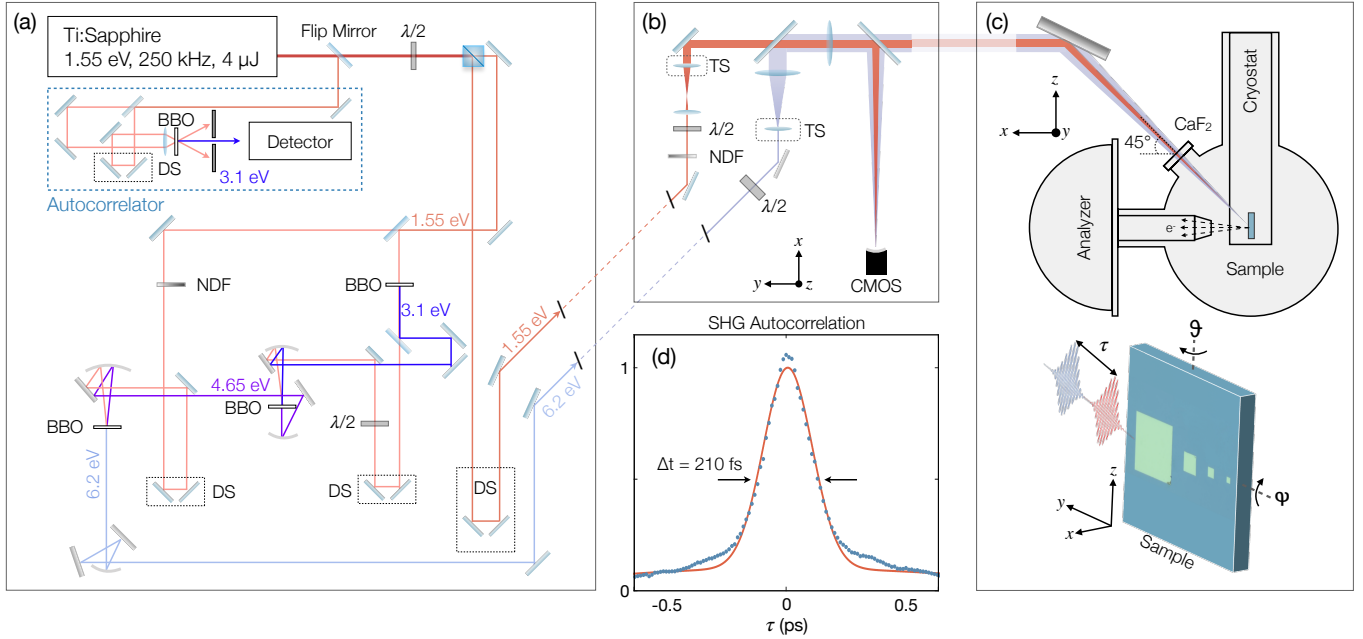 (a)
Ti:Sapphire
1.55 eV, 250 kHz, 4 μJ
Flip Mirror
λ/2
BBO
Detector
DS
3.1 eV
Autocorrelator
1.55 eV
NDF
BBO
3.1 eV
4.65 eV
BBO
BBO
λ/2
6.2 eV
DS
DS
DS
1.55 eV
6.2 eV
(b)
TS
λ/2
NDF
TS
λ/2
x
y
z
CMOS
(c)
z
x
y
45°
CaF2
Cryostat
Analyzer
e-
Sample
ϑ
τ
φ
z
y
x
Sample
SHG Autocorrelation
(d)
1
Δt = 210 fs
0
-0.5
0
0.5
τ (ps)